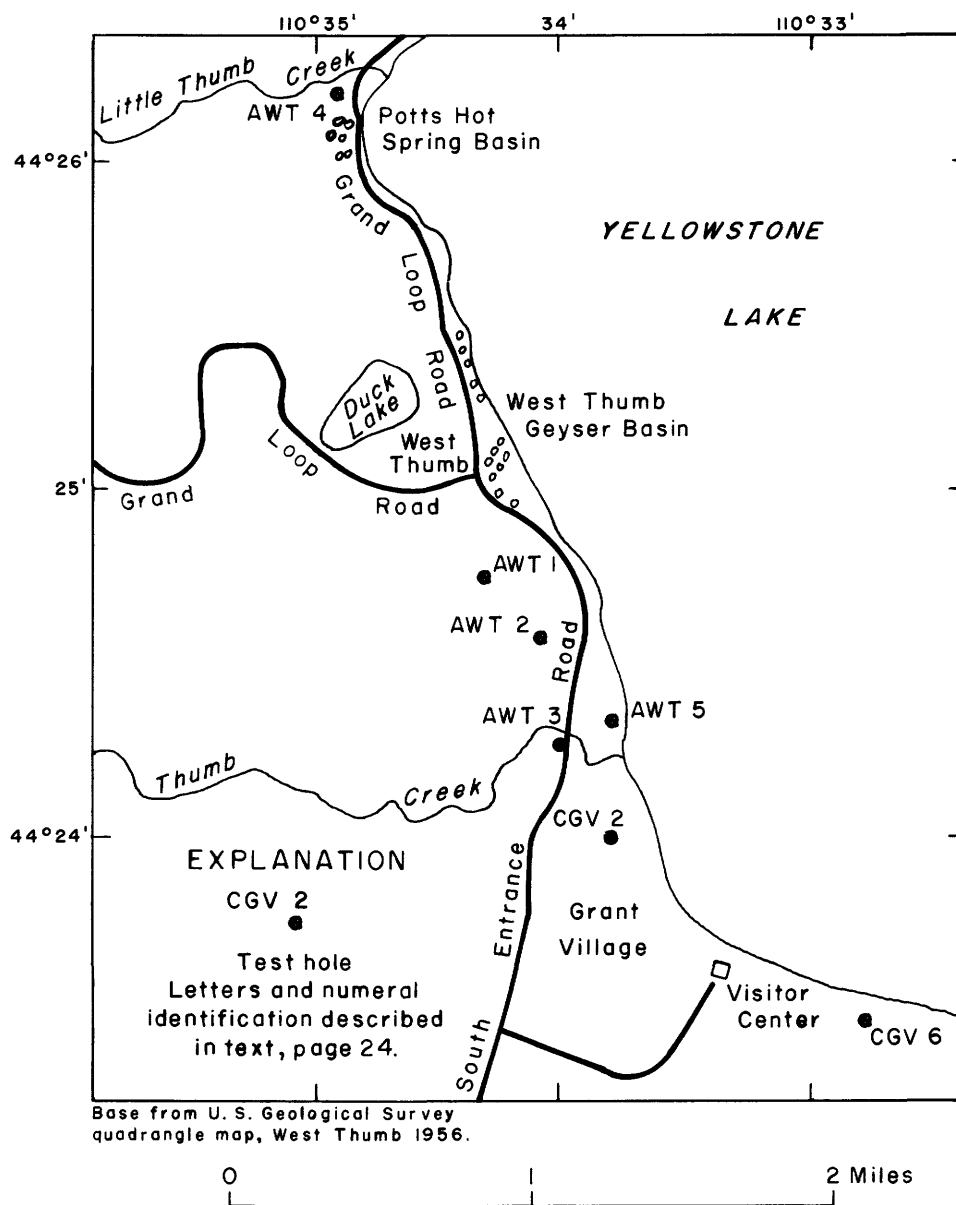 110°35'
34'
110°33'
Little Thumb Creek
AWT 4
Potts Hot
Spring Basin
44°26'
Grand
Loop
Road
YELLOWSTONE
LAKE
Duck
Lake
West Thumb
Geyser Basin
West
Thumb
25'
Grand
Loop
Road
AWT 1
AWT 2
Road
AWT 3
AWT 5
Thumb
Creek
44°24'
CGV 2
EXPLANATION
CGV 2
Test hole
Letters and numeral
identification described
in text, page 24.
Entrance
South
Grant
Village
Visitor
Center
CGV 6
Base from U. S. Geological Survey
quadrangle map, West Thumb 1956.
0
1
2 Miles